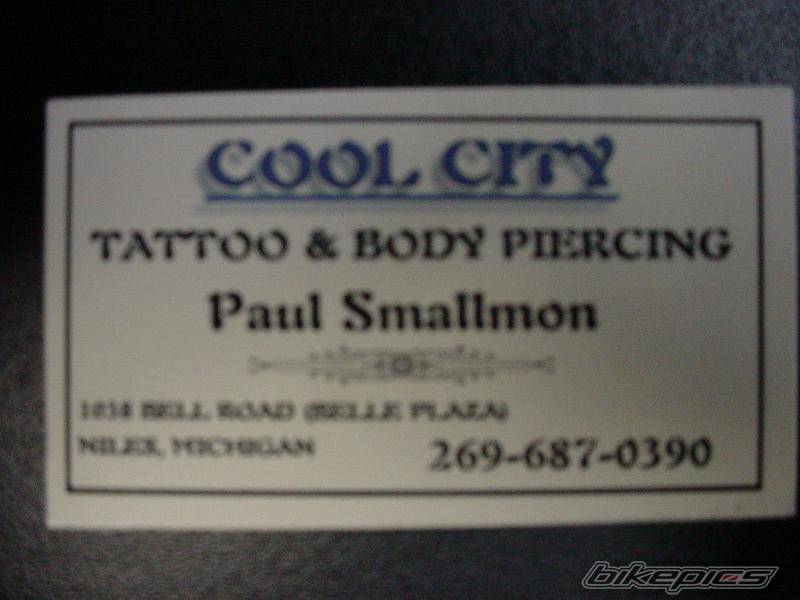 COOL CITY
TATTOO & BODY PIERCING
Paul Smallmon
1038 BELL ROAD (BELLE PLAZA)
NILES, MICHIGAN
269-687-0390
bikepics